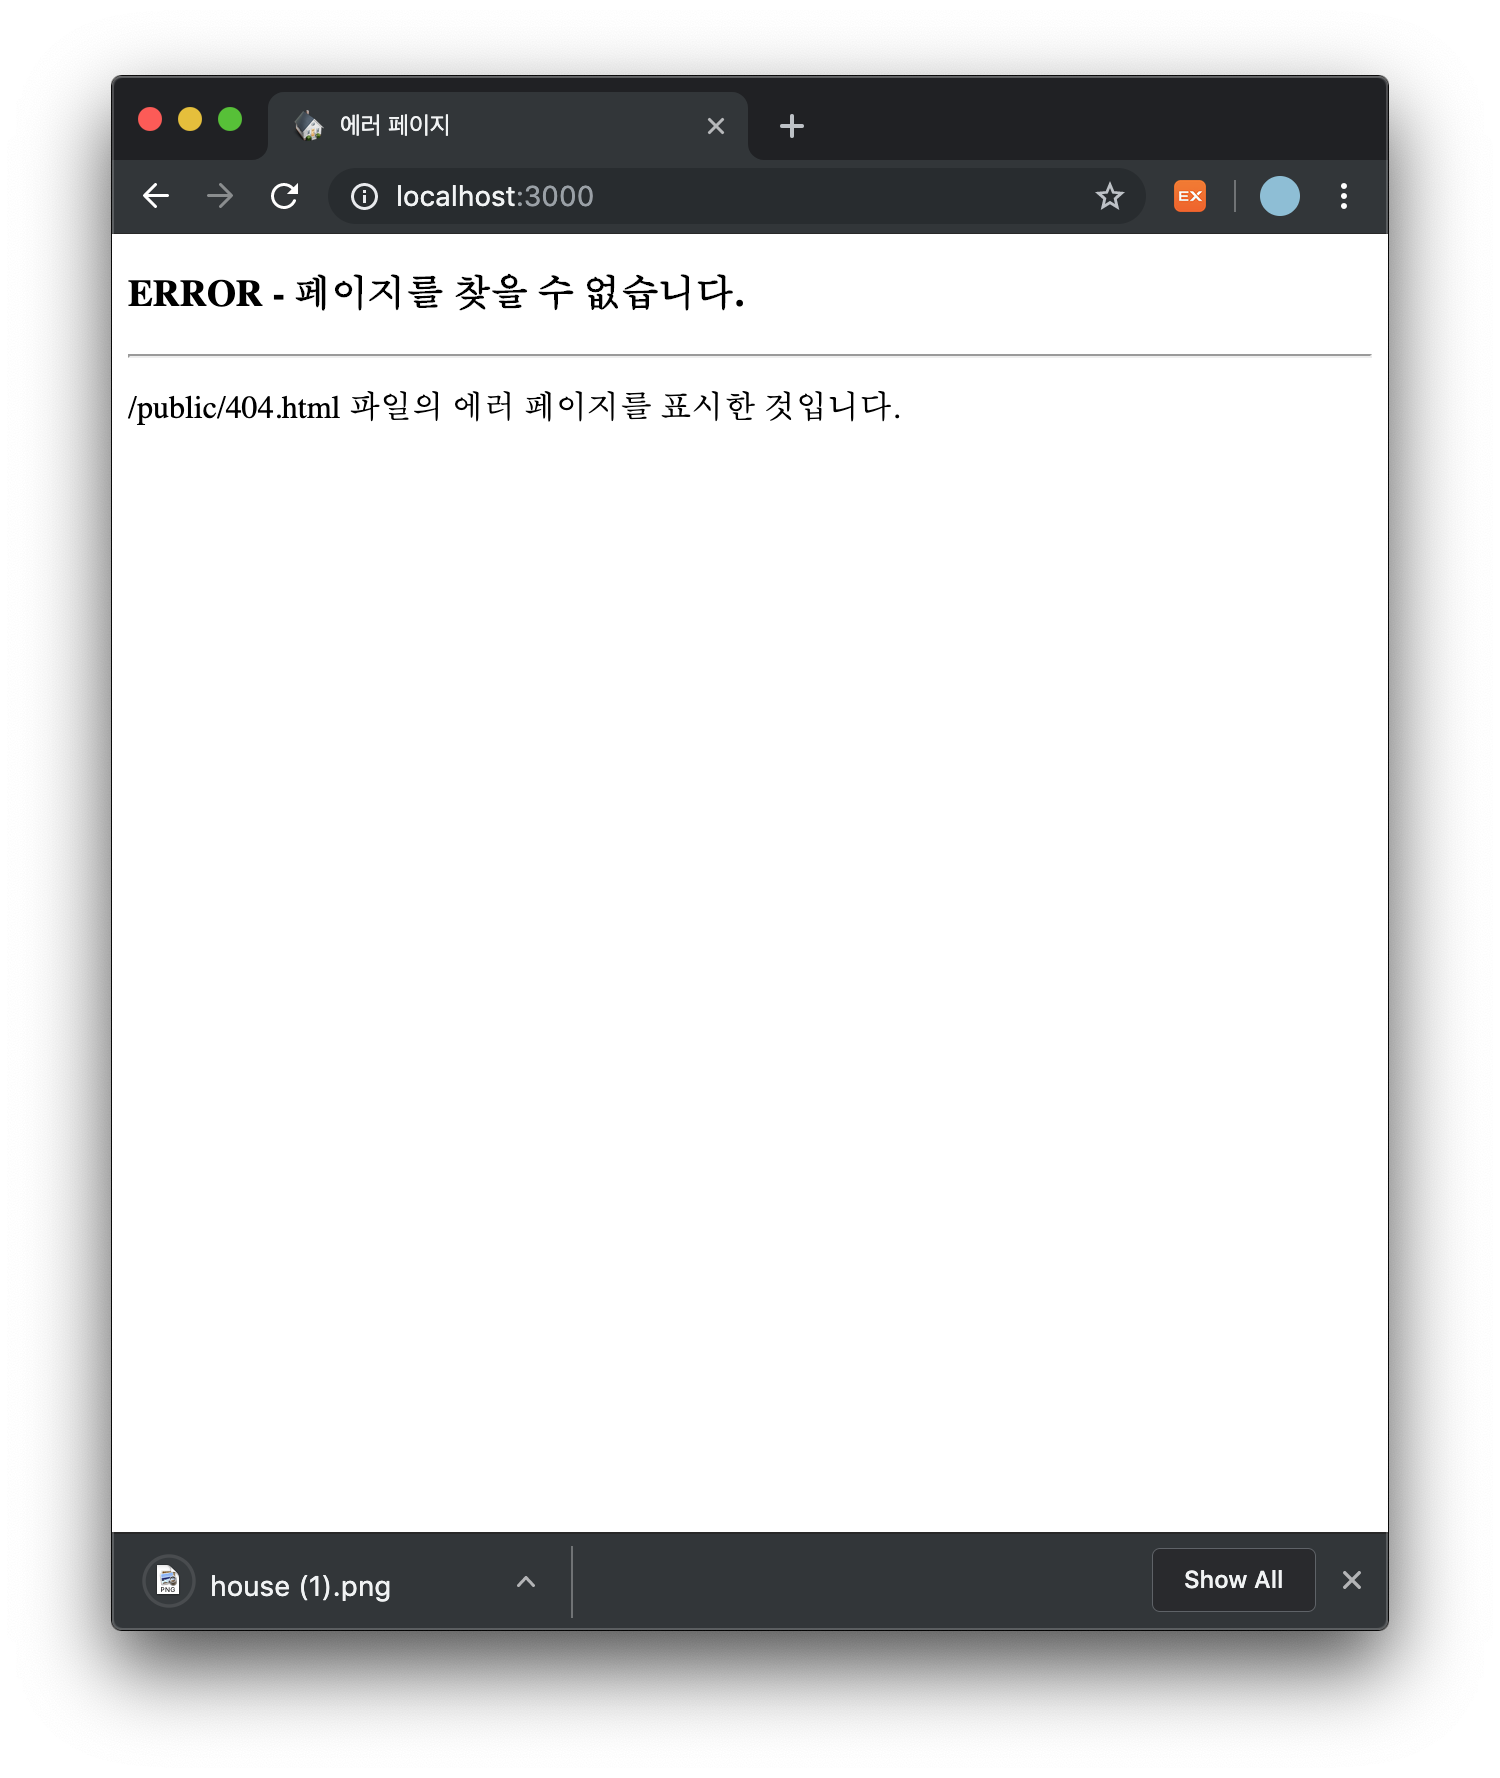 에러 페이지
localhost:3000
EX
ERROR - 페이지를 찾을 수 없습니다.
/public/404.html 파일의 에러 페이지를 표시한 것입니다.
PNG
house (1).png
Show All